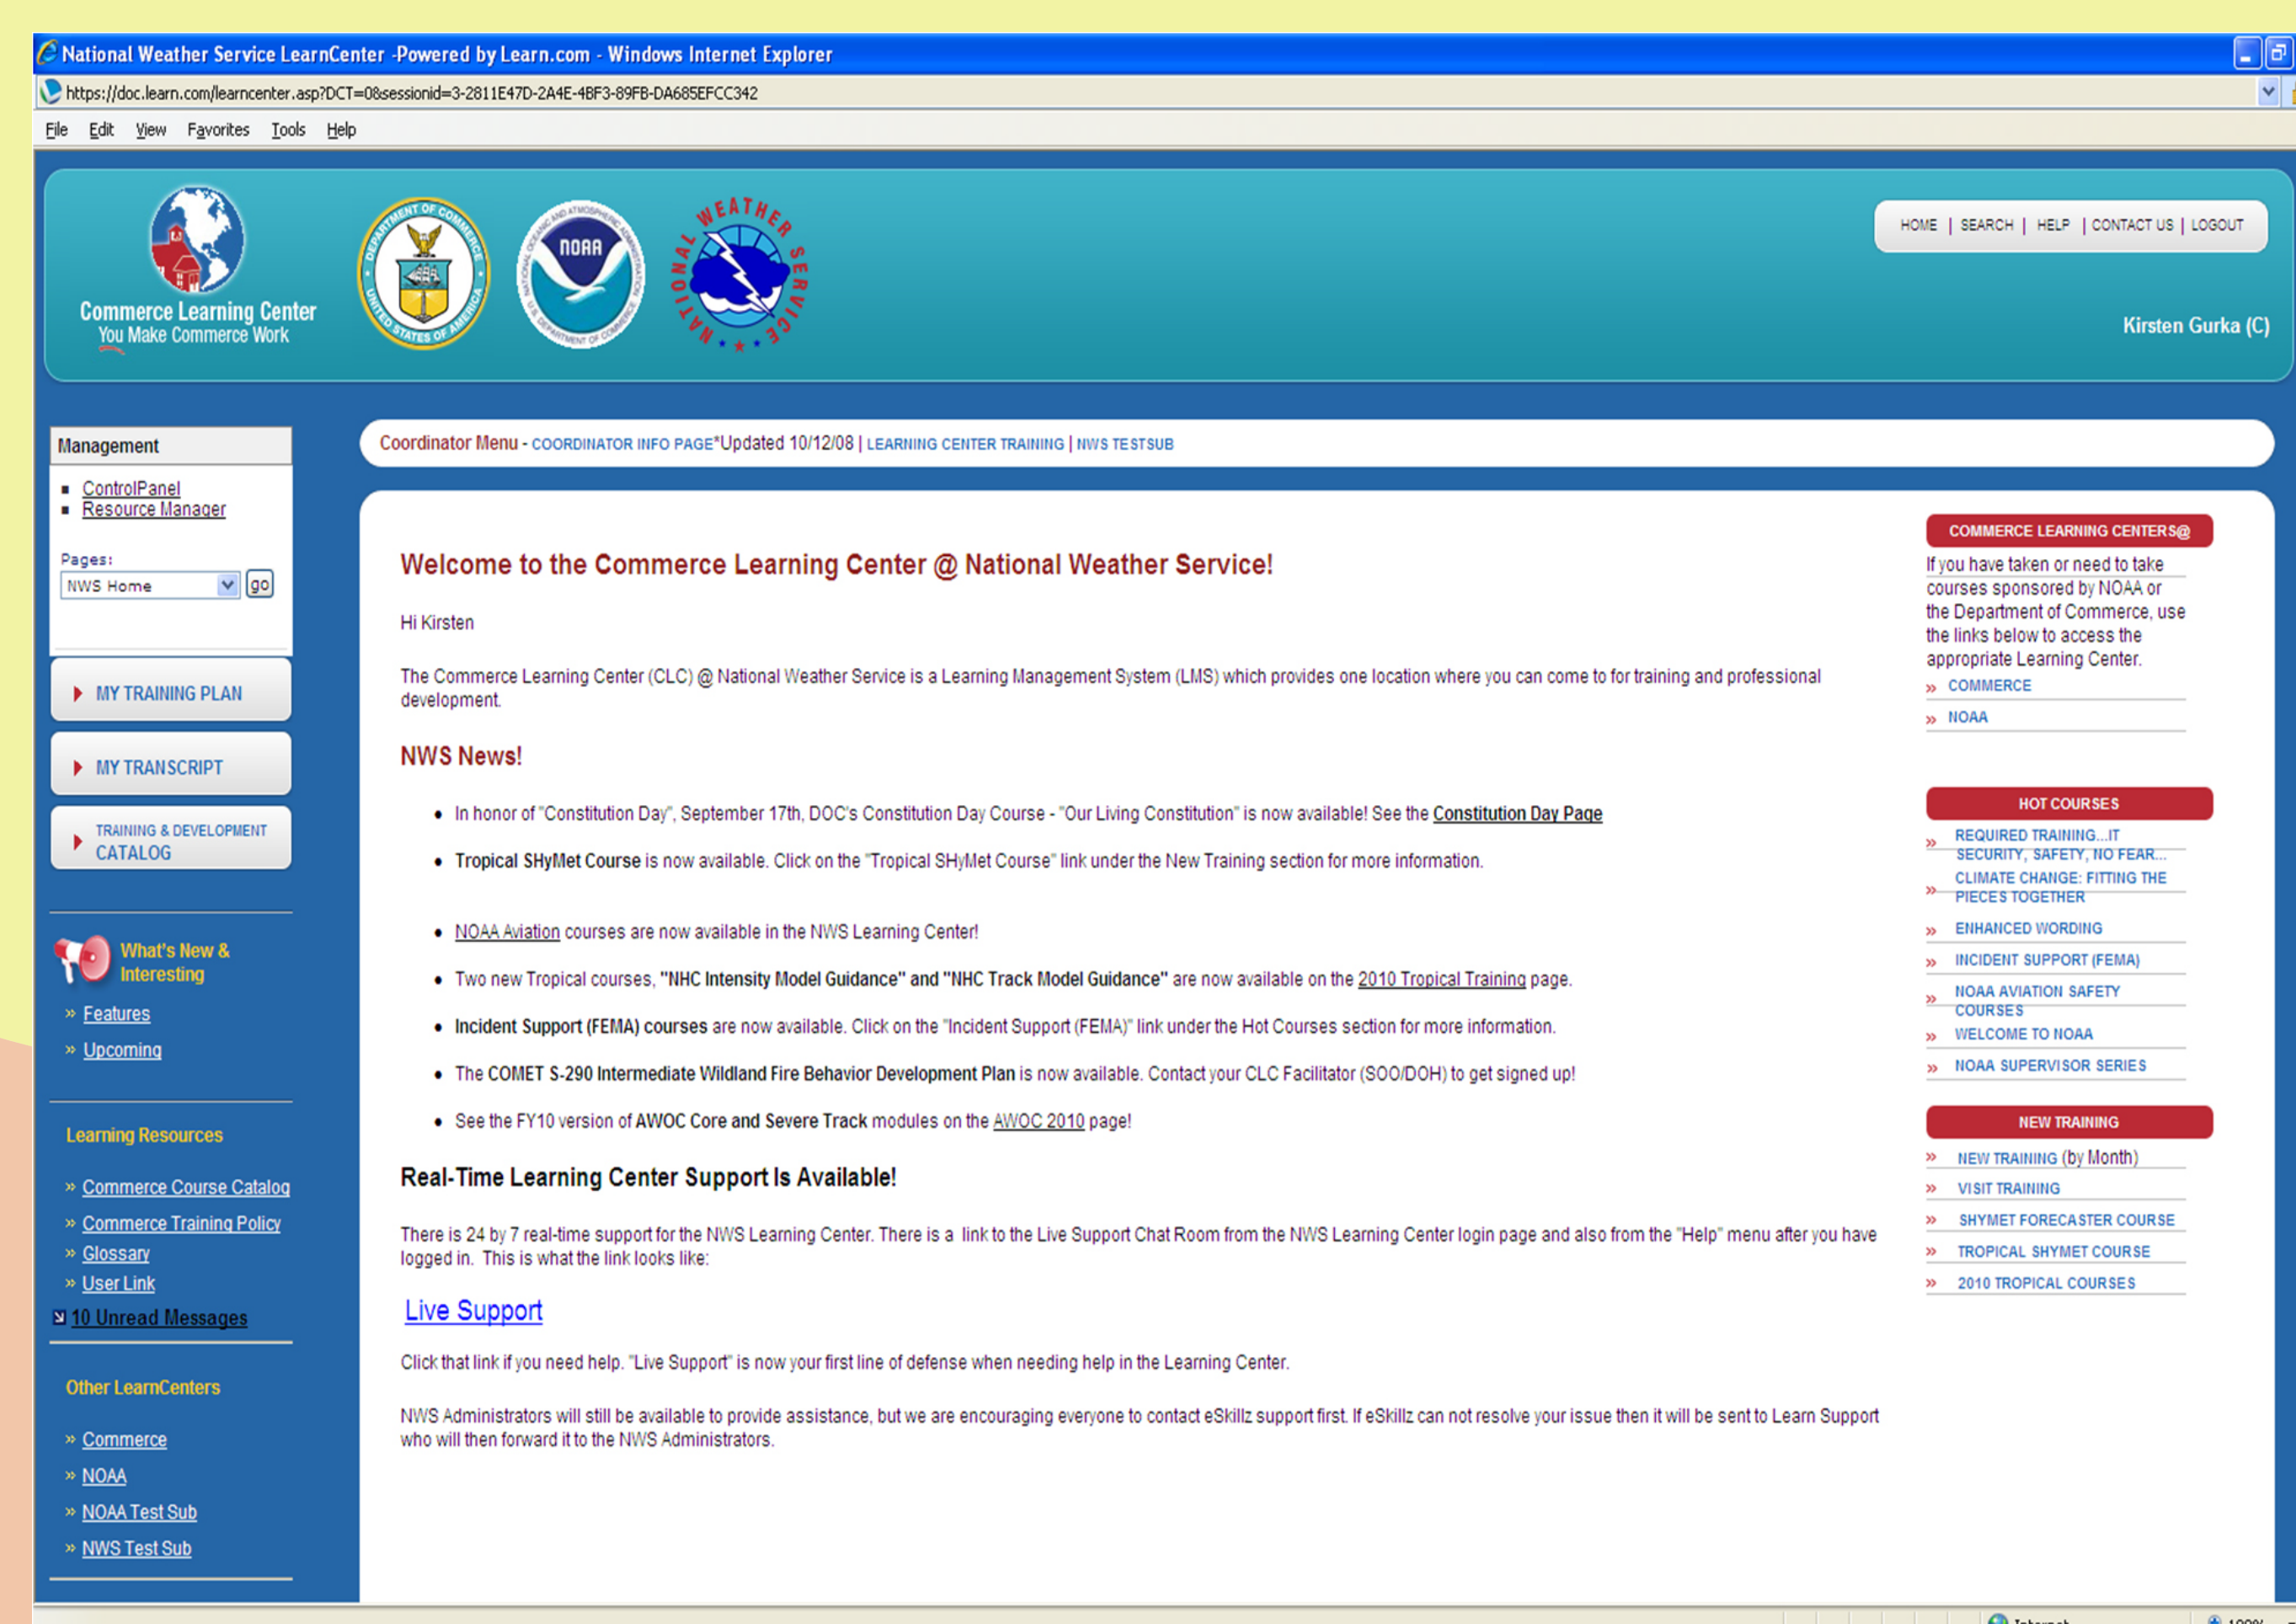 National Weather Service LearnCenter -Powered by Learn.com - Windows Internet Explorer
https://doc.learn.com/learncenter.asp?DCT=0&sessionid=3-2811E47D-2A4E-4BF3-89FB-DA685EFCC342
File Edit View Favorites Tools Help
Commerce Learning Center
You Make Commerce Work
DEPARTMENT OF COMMERCE
UNITED STATES OF AMERICA
NATIONAL OCEANIC AND ATMOSPHERIC ADMINISTRATION
NOAA
U.S. DEPARTMENT OF COMMERCE
NATIONAL WEATHER SERVICE
HOME | SEARCH | HELP | CONTACT US | LOGOUT
Kirsten Gurka (C)
Management
ControlPanel
Resource Manager
Pages:
NWS Home go
MY TRAINING PLAN
MY TRANSCRIPT
TRAINING & DEVELOPMENT
CATALOG
What's New &
Interesting
» Features
» Upcoming
Learning Resources
» Commerce Course Catalog
» Commerce Training Policy
» Glossary
» User Link
10 Unread Messages
Other LearnCenters
» Commerce
» NOAA
» NOAA Test Sub
» NWS Test Sub
Coordinator Menu - COORDINATOR INFO PAGE*Updated 10/12/08 | LEARNING CENTER TRAINING | NWS TESTSUB
Welcome to the Commerce Learning Center @ National Weather Service!
Hi Kirsten
The Commerce Learning Center (CLC) @ National Weather Service is a Learning Management System (LMS) which provides one location where you can come to for training and professional
development.
NWS News!
• In honor of "Constitution Day", September 17th, DOC's Constitution Day Course - "Our Living Constitution" is now available! See the Constitution Day Page
• Tropical SHyMet Course is now available. Click on the "Tropical SHyMet Course" link under the New Training section for more information.
• NOAA Aviation courses are now available in the NWS Learning Center!
• Two new Tropical courses, "NHC Intensity Model Guidance" and "NHC Track Model Guidance" are now available on the 2010 Tropical Training page.
• Incident Support (FEMA) courses are now available. Click on the "Incident Support (FEMA)" link under the Hot Courses section for more information.
• The COMET S-290 Intermediate Wildland Fire Behavior Development Plan is now available. Contact your CLC Facilitator (SOO/DOH) to get signed up!
• See the FY10 version of AWOC Core and Severe Track modules on the AWOC 2010 page!
Real-Time Learning Center Support Is Available!
There is 24 by 7 real-time support for the NWS Learning Center. There is a link to the Live Support Chat Room from the NWS Learning Center login page and also from the "Help" menu after you have
logged in. This is what the link looks like:
Live Support
Click that link if you need help. "Live Support" is now your first line of defense when needing help in the Learning Center.
NWS Administrators will still be available to provide assistance, but we are encouraging everyone to contact eSkillz support first. If eSkillz can not resolve your issue then it will be sent to Learn Support
who will then forward it to the NWS Administrators.
COMMERCE LEARNING CENTERS@
If you have taken or need to take
courses sponsored by NOAA or
the Department of Commerce, use
the links below to access the
appropriate Learning Center.
» COMMERCE
» NOAA
HOT COURSES
» REQUIRED TRAINING...IT
SECURITY, SAFETY, NO FEAR...
» CLIMATE CHANGE: FITTING THE
PIECES TOGETHER
» ENHANCED WORDING
» INCIDENT SUPPORT (FEMA)
» NOAA AVIATION SAFETY
COURSES
» WELCOME TO NOAA
» NOAA SUPERVISOR SERIES
NEW TRAINING
» NEW TRAINING (by Month)
» VISIT TRAINING
» SHYMET FORECASTER COURSE
» TROPICAL SHYMET COURSE
» 2010 TROPICAL COURSES